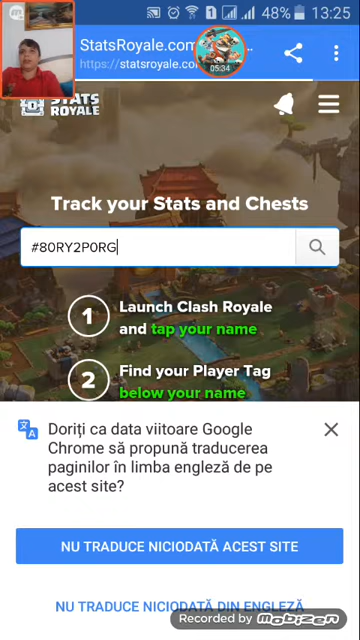 48% 13:25
StatsRoyale.com
https://statsroyale.co
05:34
STATS
ROYALE
Track your Stats and Chests
#80RY2P0RG
1 Launch Clash Royale
and tap your name
2 Find your Player Tag
below your name
Doriți ca data viitoare Google
Chrome să propună traducerea
paginilor în limba engleză de pe
acest site?
NU TRADUCE NICIODATĂ ACEST SITE
NU TRADUCE NICIODATĂ DIN ENGLEZĂ
Recorded by mobizen